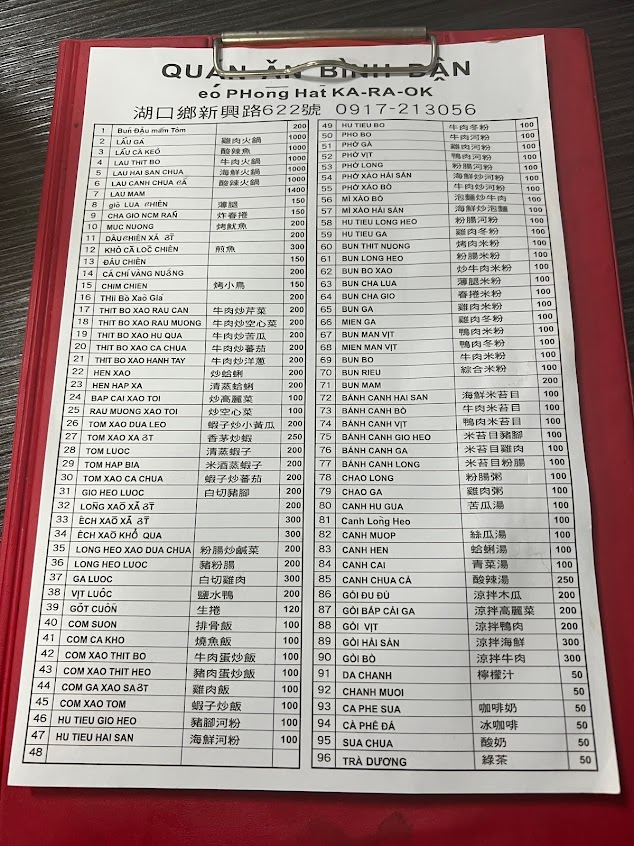 QUÁN ĂN BÌNH DÂN
có PHong Hat KA-RA-OK
湖口鄉新興路622號 0917-213056
1 Bun Đậu mắm Tôm 200
2 LẨU GÀ 雞肉火鍋 1000
3 LẨU CÁ KEO 酸辣魚 1000
4 LAU THIT BO 牛肉火鍋 1000
5 LAU HAI SAN CHUA 海鮮火鍋 1000
6 LAU CANH CHUA CÁ 酸辣火鍋 1000
7 LAU MAM 1400
8 giò LUA CHIÊN 薄腿 150
9 CHA GIO NCM RAN 炸春捲 150
10 MUC NUONG 烤魷魚 200
11 DAU CHIÊN XẢ ỚT 200
12 KHÔ CÁ LOC CHIÊN 煎魚 300
13 ĐÂU CHIÊN 150
14 CÁ CHỈ VÀNG NUỚNG 200
15 CHIM CHIEN 烤小鳥 150
16 THịt Bò Xaò Giá 200
17 THIT BO XAO RAU CAN 牛肉炒芹菜 200
18 THIT BO XAO RAU MUONG 牛肉炒空心菜 200
19 THIT BO XAO HU QUA 牛肉炒苦瓜 200
20 THIT BO XAO CA CHUA 牛肉炒蕃茄 200
21 THIT BO XAO HANH TAY 牛肉炒洋蔥 200
22 HEN XAO 炒蛤蜊 200
23 HEN HAP XA 清蒸蛤蜊 200
24 BAP CAI XAO TOI 炒高麗菜 100
25 RAU MUONG XAO TOI 炒空心菜 100
26 TOM XAO DUA LEO 蝦子炒小黃瓜 200
27 TOM XAO XA ỚT 香茅炒蝦 250
28 TOM LUOC 清蒸蝦子 200
29 TOM HAP BIA 米酒蒸蝦子 200
30 TOM XAO CA CHUA 蝦子炒蕃茄 200
31 GIO HEO LUOC 白切豬腳 200
32 LONG XAÒ XẢ ỚT 200
33 ÈCH XAÒ XẢ ỚT 300
34 ÈCH XAÒ KHỔ QUA 300
35 LONG HEO XAO DUA CHUA 粉腸炒鹹菜 200
36 LONG HEO LUOC 豬粉腸 200
37 GA LUOC 白切雞肉 300
38 VỊT LUỐC 鹽水鴨 200
39 GỎT CUỐN 生捲 120
40 COM SUON 排骨飯 100
41 COM CA KHO 燒魚飯 100
42 COM XAO THIT BO 牛肉蛋炒飯 100
43 COM XAO THIT HEO 豬肉蛋炒飯 100
44 COM GA XAO SA ỚT 雞肉飯 100
45 COM XAO TOM 蝦子炒飯 100
46 HU TIEU GIO HEO 豬腳河粉 100
47 HU TIEU HAI SAN 海鮮河粉 100
48
49 HU TIEU BO 牛肉冬粉 100
50 PHO BO 牛肉河粉 100
51 PHỞ GÀ 雞肉河粉 100
52 PHỞ VỊT 鴨肉河粉 100
53 PHỞ LONG 粉腸河粉 100
54 PHỞ XÀO HẢI SẢN 海鮮炒河粉 100
55 PHỞ XÀO BÒ 牛肉炒河粉 100
56 MÌ XÀO BÒ 泡麵炒牛肉 100
57 MÌ XÀO HẢI SẢN 海鮮炒泡麵 100
58 HU TIEU LONG HEO 粉腸河粉 100
59 HU TIEU GA 雞肉冬粉 100
60 BUN THIT NUONG 烤肉米粉 100
61 BUN LONG HEO 粉腸米粉 100
62 BUN BO XAO 炒牛肉米粉 100
63 BUN CHA LUA 薄腿米粉 100
64 BUN CHA GIO 春捲米粉 100
65 BUN GA 雞肉米粉 100
66 MIEN GA 雞肉冬粉 100
67 BUN MAN VIT 鴨肉米粉 100
68 MIEN MAN VIT 鴨肉冬粉 100
69 BUN BO 牛肉米粉 100
70 BUN RIEU 綜合米粉 100
71 BUN MAM 200
72 BÁNH CANH HAI SAN 海鮮米苔目 100
73 BÁNH CANH BÒ 牛肉米苔目 100
74 BÁNH CANH VỊT 鴨肉米苔目 100
75 BÁNH CANH GIO HEO 米苔目豬腳 100
76 BÁNH CANH GA 米苔目雞肉 100
77 BÁNH CANH LONG 米苔目粉腸 100
78 CHAO LONG 粉腸粥 100
79 CHAO GA 雞肉粥 100
80 CANH HU GUA 苦瓜湯 100
81 Canh Lòng Heo 100
82 CANH MUOP 絲瓜湯 100
83 CANH HEN 蛤蜊湯 100
84 CANH CAI 青菜湯 100
85 CANH CHUA CÁ 酸辣湯 250
86 GÕI ĐU ĐỦ 涼拌木瓜 200
87 GỎI BẮP CẢI GA 涼拌高麗菜 200
88 GỎI VỊT 涼拌鴨肉 200
89 GỎI HẢI SẢN 涼拌海鮮 300
90 GỎI BÒ 涼拌牛肉 300
91 DA CHANH 檸檬汁 50
92 CHANH MUOI 50
93 CA PHE SUA 咖啡奶 50
94 CÀ PHÊ ĐÁ 冰咖啡 50
95 SUA CHUA 酸奶 50
96 TRÀ DƯƠNG 綠茶 50